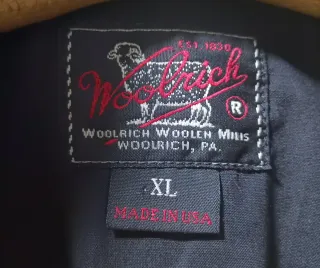 EST. 1830
Woolrich
®
WOOLRICH WOOLEN MILLS
WOOLRICH, PA.
XL
MADE IN USA